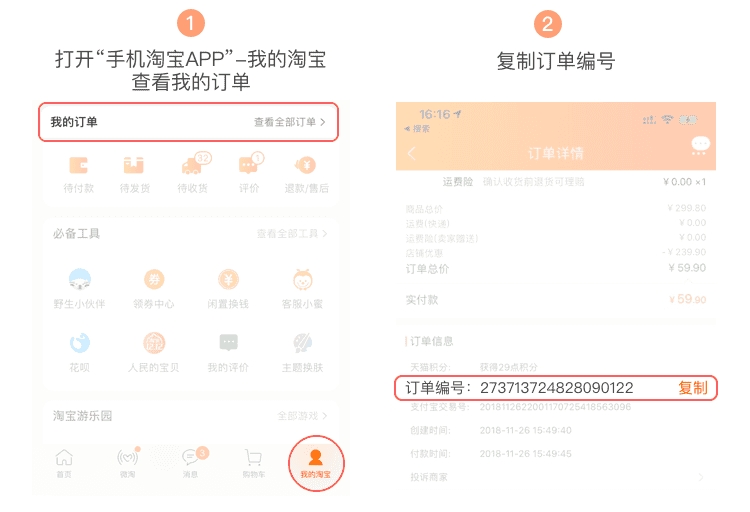 1
打开“手机淘宝APP”-我的淘宝
查看我的订单
我的订单 查看全部订单 >
32 1
待付款 待发货 待收货 评价 退款/售后
必备工具 查看全部工具 >
券 ¥
野生小伙伴 领券中心 闲置换钱 客服小蜜
花呗 人民的宝贝 我的评价 主题换肤
淘宝游乐园 全部游戏 >
3
首页 微淘 消息 购物车 我的淘宝
2
复制订单编号
16:16
搜索
订单详情
运费险 确认收货前退货可理赔 ¥0.00 ×1
商品总价 ¥299.80
运费(快递) ¥0.00
运费险(卖家赠送) ¥0.00
店铺优惠 -¥239.90
订单总价 ¥59.90
实付款 ¥59.90
订单信息
天猫积分: 获得29点积分
订单编号: 273713724828090122 复制
支付宝交易号: 2018112622001170725418563096
创建时间: 2018-11-26 15:49:40
付款时间: 2018-11-26 15:49:45
投诉商家 >